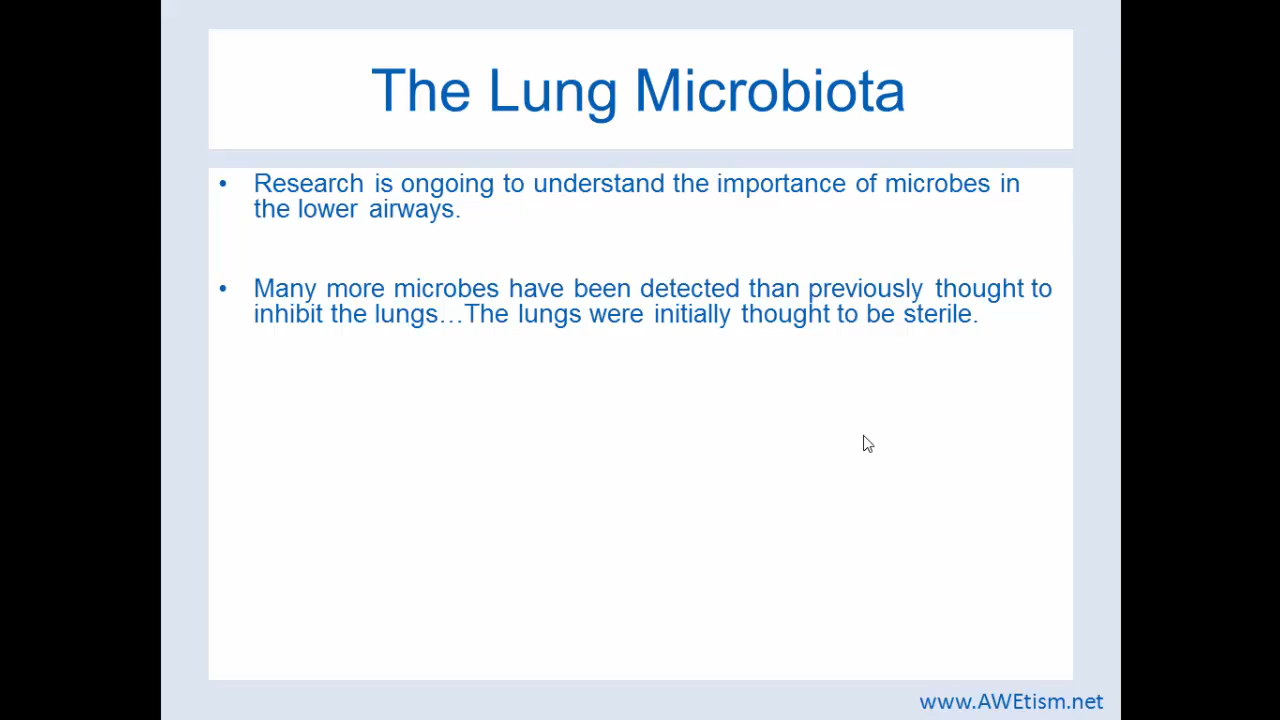 The Lung Microbiota
• Research is ongoing to understand the importance of microbes in
the lower airways.
• Many more microbes have been detected than previously thought to
inhibit the lungs…The lungs were initially thought to be sterile.
www.AWEtism.net